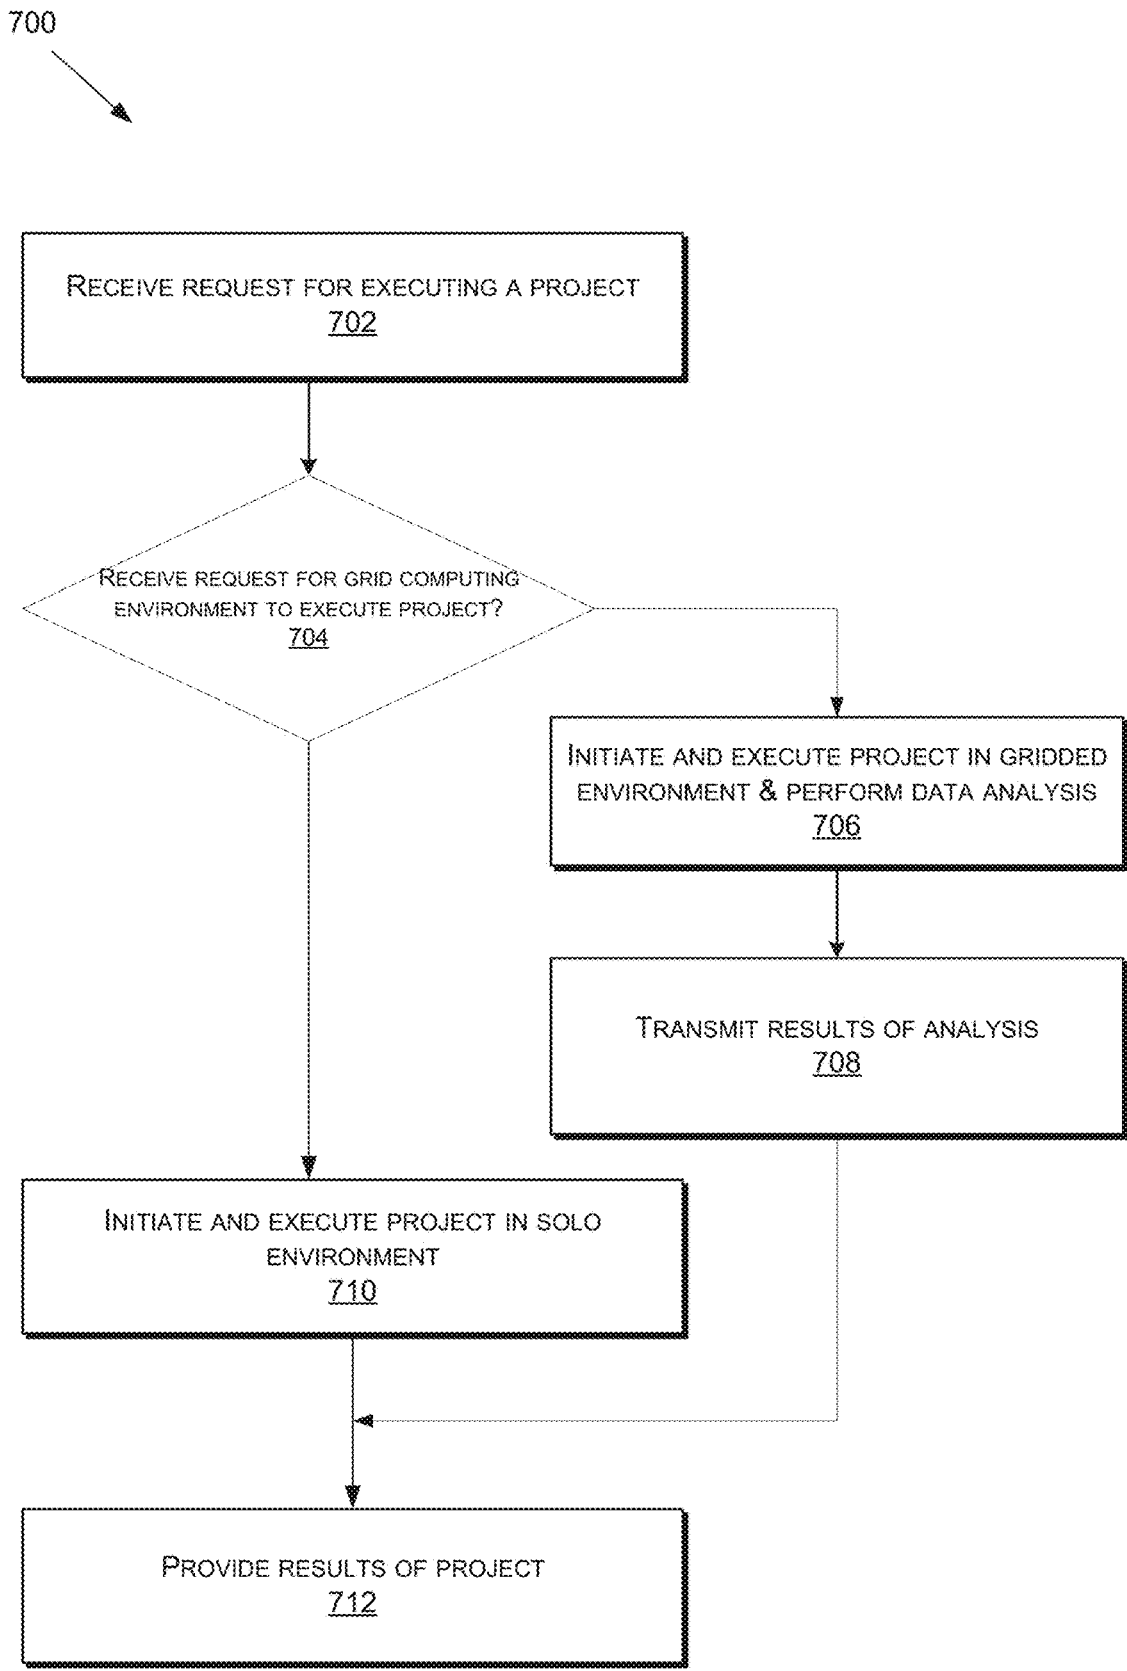 700
RECEIVE REQUEST FOR EXECUTING A PROJECT
702
RECEIVE REQUEST FOR GRID COMPUTING
ENVIRONMENT TO EXECUTE PROJECT?
704
INITIATE AND EXECUTE PROJECT IN GRIDDED
ENVIRONMENT & PERFORM DATA ANALYSIS
706
TRANSMIT RESULTS OF ANALYSIS
708
INITIATE AND EXECUTE PROJECT IN SOLO
ENVIRONMENT
710
PROVIDE RESULTS OF PROJECT
712